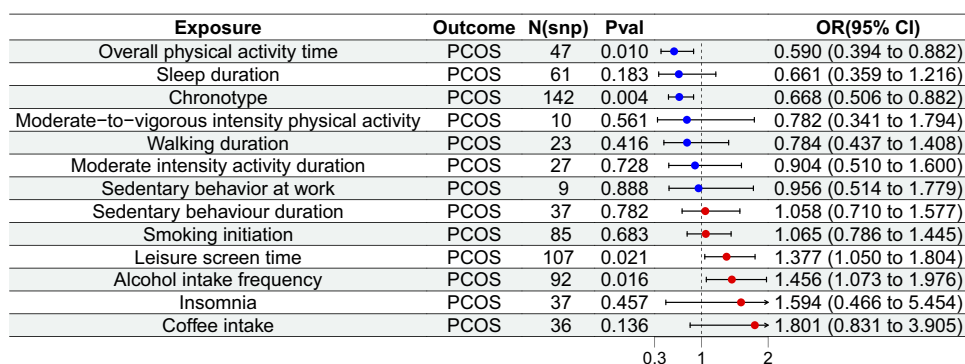 Exposure Outcome N(snp) Pval OR(95% CI)
Overall physical activity time PCOS 47 0.010 0.590 (0.394 to 0.882)
Sleep duration PCOS 61 0.183 0.661 (0.359 to 1.216)
Chronotype PCOS 142 0.004 0.668 (0.506 to 0.882)
Moderate−to−vigorous intensity physical activity PCOS 10 0.561 0.782 (0.341 to 1.794)
Walking duration PCOS 23 0.416 0.784 (0.437 to 1.408)
Moderate intensity activity duration PCOS 27 0.728 0.904 (0.510 to 1.600)
Sedentary behavior at work PCOS 9 0.888 0.956 (0.514 to 1.779)
Sedentary behaviour duration PCOS 37 0.782 1.058 (0.710 to 1.577)
Smoking initiation PCOS 85 0.683 1.065 (0.786 to 1.445)
Leisure screen time PCOS 107 0.021 1.377 (1.050 to 1.804)
Alcohol intake frequency PCOS 92 0.016 1.456 (1.073 to 1.976)
Insomnia PCOS 37 0.457 1.594 (0.466 to 5.454)
Coffee intake PCOS 36 0.136 1.801 (0.831 to 3.905)
0.3 1 2